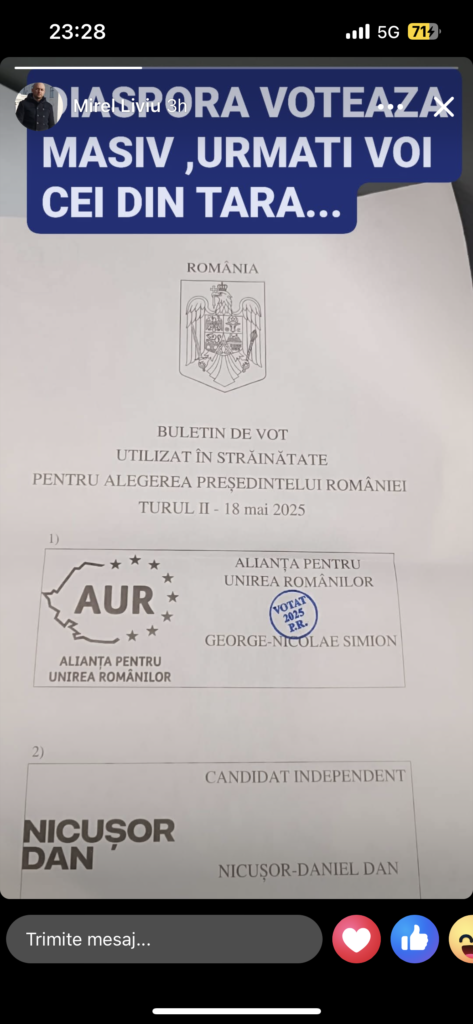 23:28
5G 71
DIASPORA VOTEAZA
Mirel Liviu 3h
MASIV ,URMATI VOI
CEI DIN TARA...
ROMÂNIA
BULETIN DE VOT
UTILIZAT ÎN STRĂINĂTATE
PENTRU ALEGEREA PREȘEDINTELUI ROMÂNIEI
TURUL II - 18 mai 2025
1)
AUR
ALIANȚA PENTRU
UNIREA ROMÂNILOR
ALIANȚA PENTRU
UNIREA ROMÂNILOR
VOTAT
2025
P.R.
GEORGE-NICOLAE SIMION
2)
CANDIDAT INDEPENDENT
NICUȘOR
DAN
NICUȘOR-DANIEL DAN
Trimite mesaj...